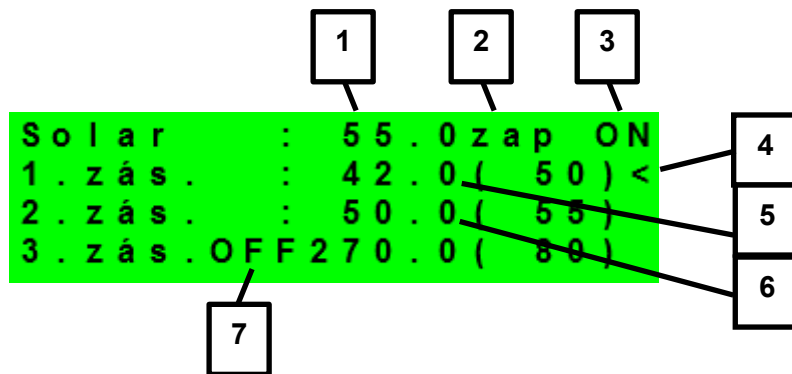 1 2 3
Solar : 55.0zap ON
1.zás. : 42.0( 50)<
2.zás. : 50.0( 55)
3.zás.OFF270.0( 80)
4
5
6
7